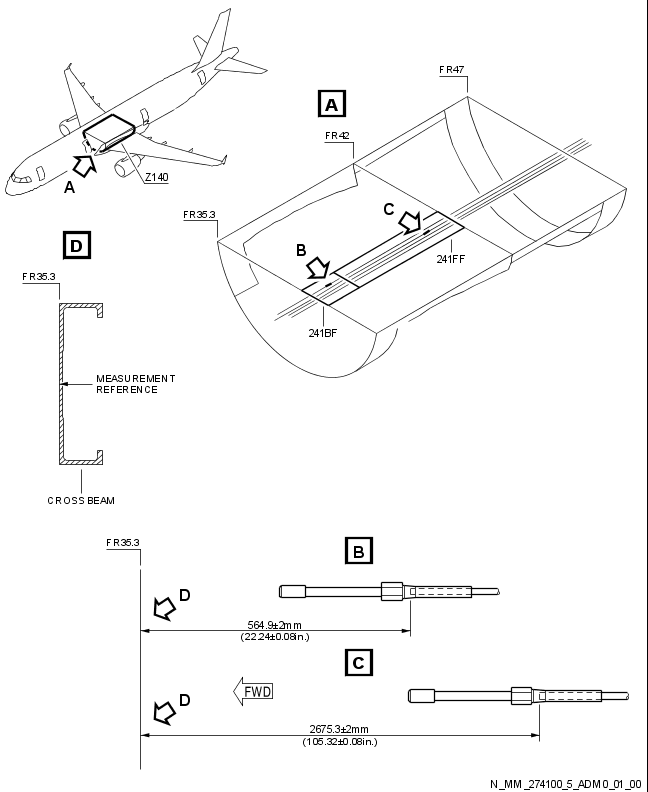 A
Z140
A
FR47
FR42
FR35.3
C
B
241FF
241BF
D
FR35.3
MEASUREMENT
REFERENCE
CROSS BEAM
FR35.3
B
D
564.9±2mm
(22.24±0.08in.)
C
D
FWD
2675.3±2mm
(105.32±0.08in.)
N_MM_274100_5_ADM0_01_00